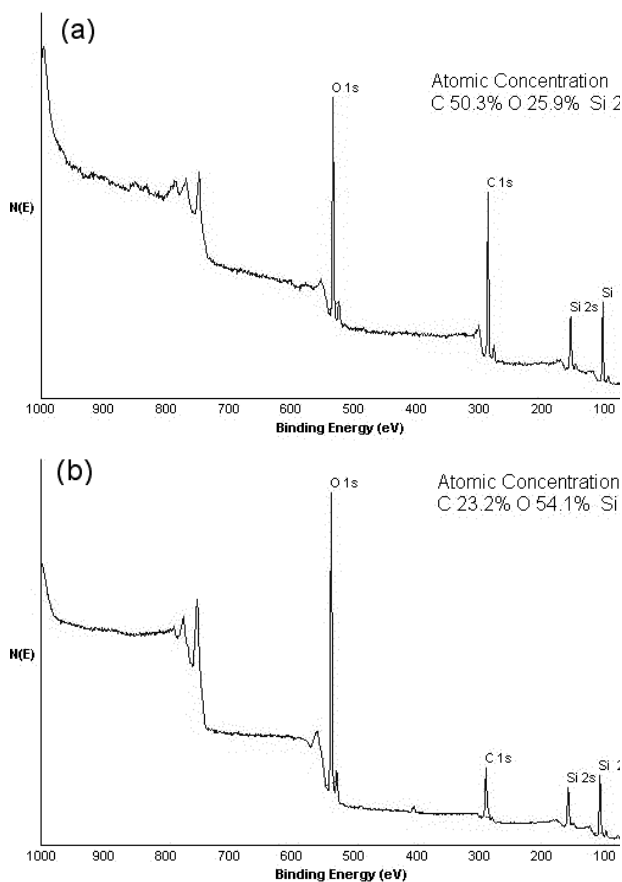 (a)
O 1s
Atomic Concentration
C 50.3% O 25.9% Si 2
C 1s
N(E)
Si 2s
Si
1000 900 800 700 600 500 400 300 200 100
Binding Energy (eV)
(b)
O 1s
Atomic Concentration
C 23.2% O 54.1% Si
N(E)
C 1s
Si 2s
Si 2
1000 900 800 700 600 500 400 300 200 100
Binding Energy (eV)